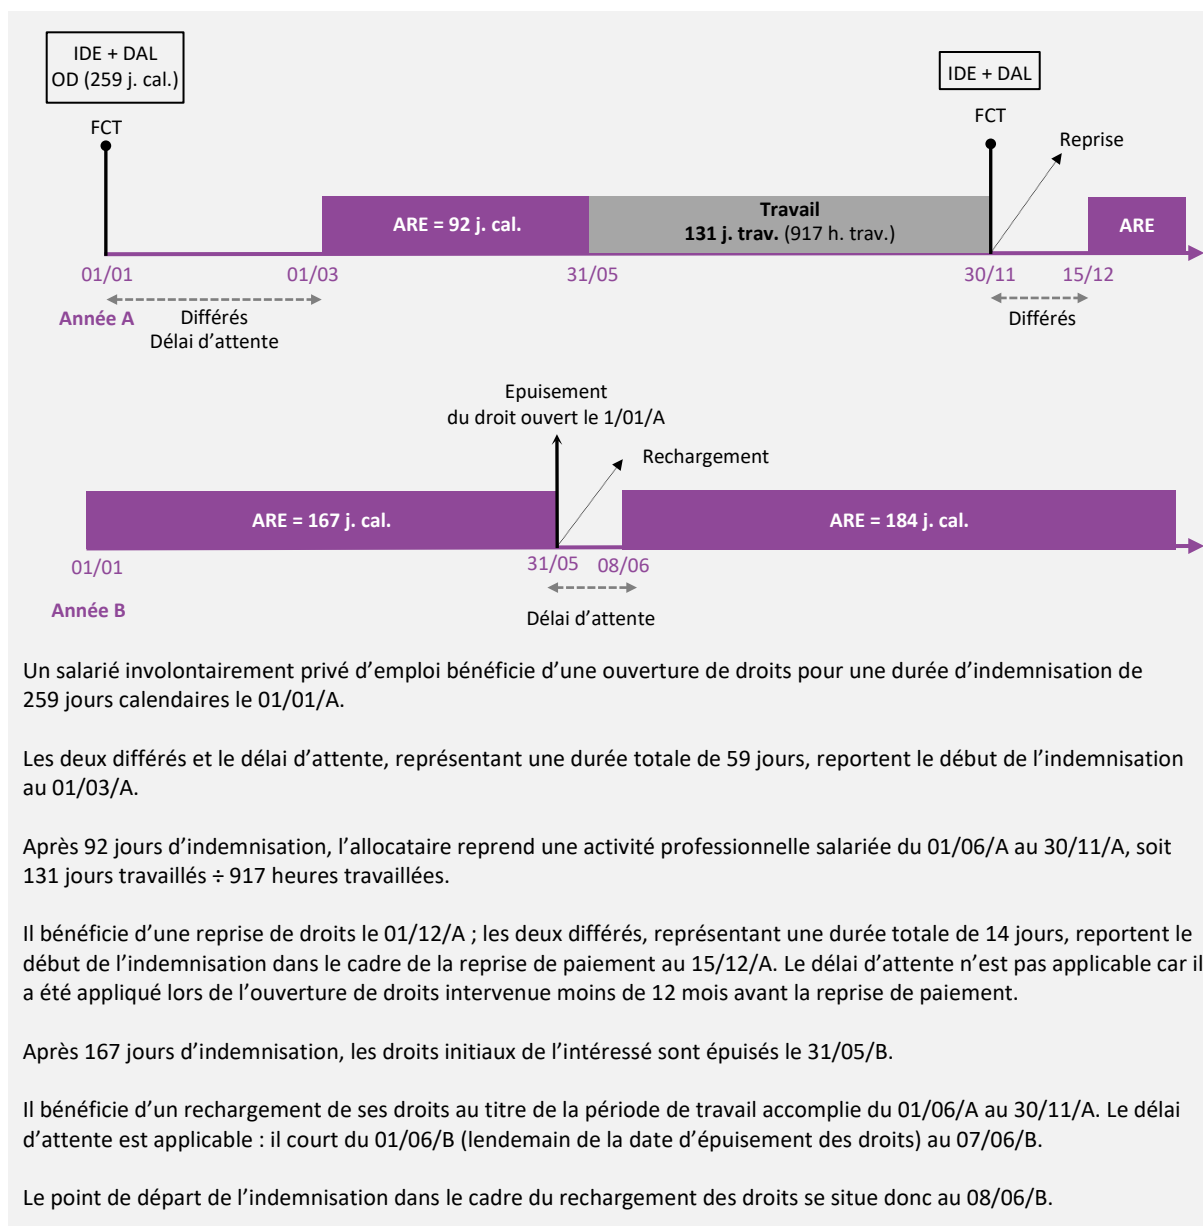 IDE + DAL
OD (259 j. cal.)
IDE + DAL
FCT
FCT
Reprise
ARE = 92 j. cal.
Travail
131 j. trav. (917 h. trav.)
ARE
01/01
01/03
31/05
30/11
15/12
Année A
Différés
Délai d’attente
Différés
Epuisement
du droit ouvert le 1/01/A
Rechargement
ARE = 167 j. cal.
ARE = 184 j. cal.
01/01
31/05
08/06
Année B
Délai d’attente
Un salarié involontairement privé d’emploi bénéficie d’une ouverture de droits pour une durée d’indemnisation de
259 jours calendaires le 01/01/A.
Les deux différés et le délai d’attente, représentant une durée totale de 59 jours, reportent le début de l’indemnisation
au 01/03/A.
Après 92 jours d’indemnisation, l’allocataire reprend une activité professionnelle salariée du 01/06/A au 30/11/A, soit
131 jours travaillés ÷ 917 heures travaillées.
Il bénéficie d’une reprise de droits le 01/12/A ; les deux différés, représentant une durée totale de 14 jours, reportent le
début de l’indemnisation dans le cadre de la reprise de paiement au 15/12/A. Le délai d’attente n’est pas applicable car il
a été appliqué lors de l’ouverture de droits intervenue moins de 12 mois avant la reprise de paiement.
Après 167 jours d’indemnisation, les droits initiaux de l’intéressé sont épuisés le 31/05/B.
Il bénéficie d’un rechargement de ses droits au titre de la période de travail accomplie du 01/06/A au 30/11/A. Le délai
d’attente est applicable : il court du 01/06/B (lendemain de la date d’épuisement des droits) au 07/06/B.
Le point de départ de l’indemnisation dans le cadre du rechargement des droits se situe donc au 08/06/B.